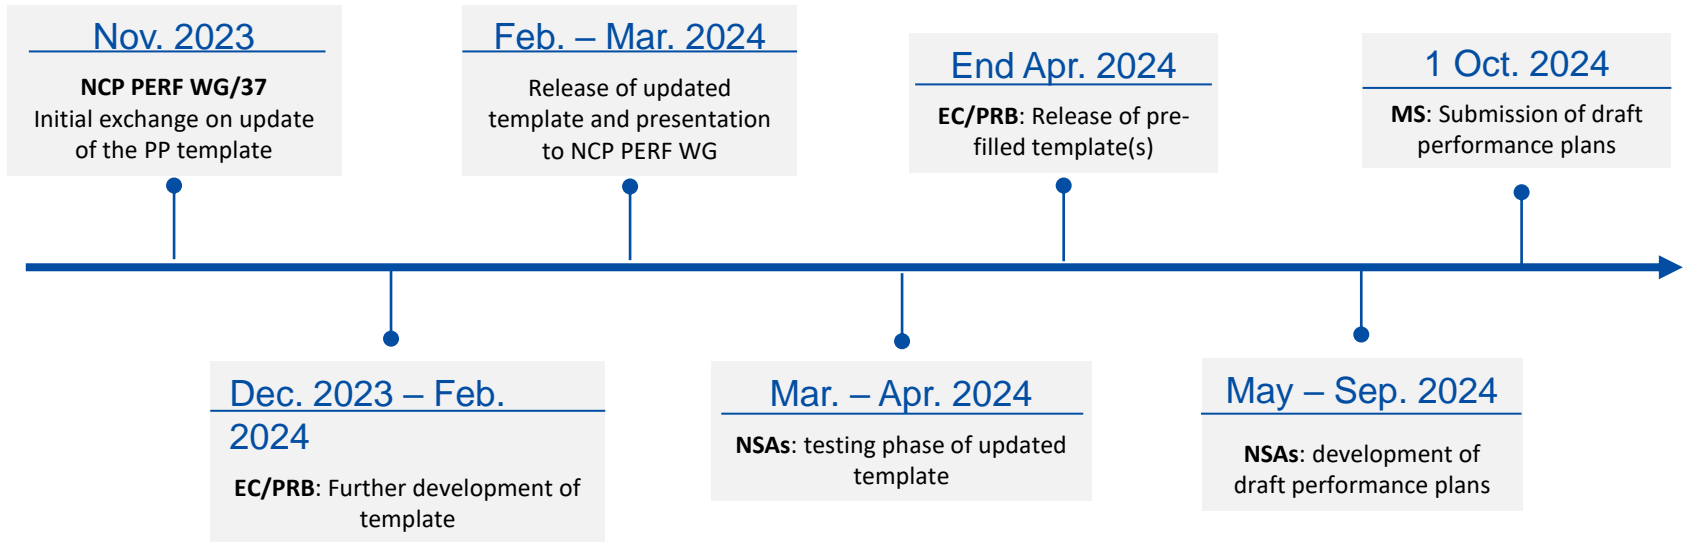 Nov. 2023
NCP PERF WG/37
Initial exchange on update
of the PP template
Feb. – Mar. 2024
Release of updated
template and presentation
to NCP PERF WG
End Apr. 2024
EC/PRB: Release of pre-
filled template(s)
1 Oct. 2024
MS: Submission of draft
performance plans
Dec. 2023 – Feb.
2024
EC/PRB: Further development of
template
Mar. – Apr. 2024
NSAs: testing phase of updated
template
May – Sep. 2024
NSAs: development of
draft performance plans